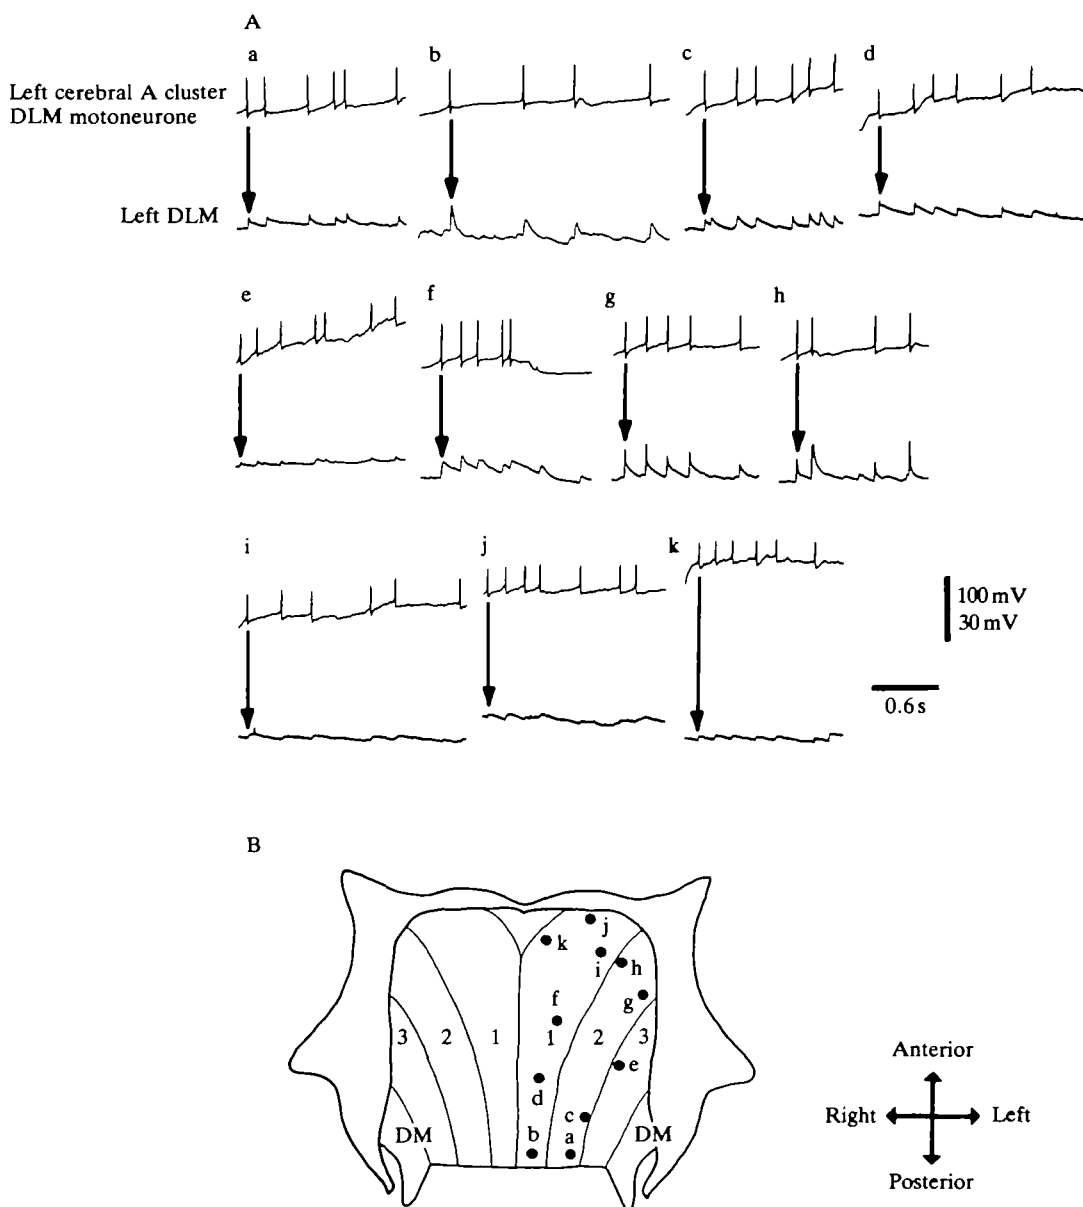 A
a
b
c
d
Left cerebral A cluster
DLM motoneurone
Left DLM
e
f
g
h
i
j
k
100 mV
30 mV
0.6 s
B
j
k
i
h
f
g
3 2 1 1 2 3
e
d
c
DM b a DM
Anterior
Right Left
Posterior